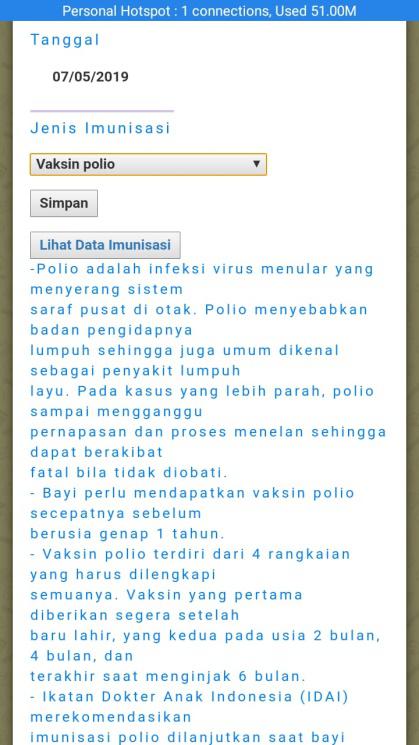 Personal Hotspot : 1 connections, Used 51.00M
Tanggal
07/05/2019
Jenis Imunisasi
Vaksin polio
Simpan
Lihat Data Imunisasi
-Polio adalah infeksi virus menular yang
menyerang sistem
saraf pusat di otak. Polio menyebabkan
badan pengidapnya
lumpuh sehingga juga umum dikenal
sebagai penyakit lumpuh
layu. Pada kasus yang lebih parah, polio
sampai mengganggu
pernapasan dan proses menelan sehingga
dapat berakibat
fatal bila tidak diobati.
- Bayi perlu mendapatkan vaksin polio
secepatnya sebelum
berusia genap 1 tahun.
- Vaksin polio terdiri dari 4 rangkaian
yang harus dilengkapi
semuanya. Vaksin yang pertama
diberikan segera setelah
baru lahir, yang kedua pada usia 2 bulan,
4 bulan, dan
terakhir saat menginjak 6 bulan.
- Ikatan Dokter Anak Indonesia (IDAI)
merekomendasikan
imunisasi polio dilanjutkan saat bayi